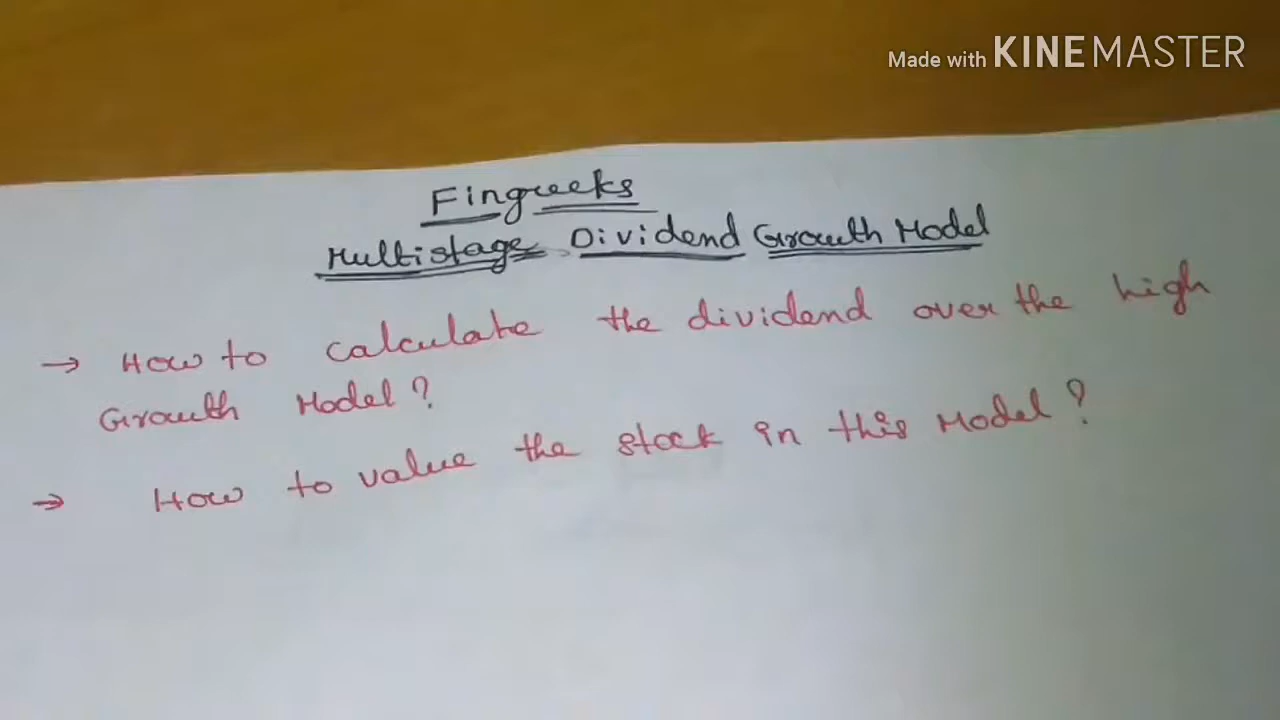 Made with KINEMASTER
Fingreeks
Multistage Dividend Growth Model
→ How to calculate the dividend over the high
Growth Model?
→ How to value the stock in this Model?